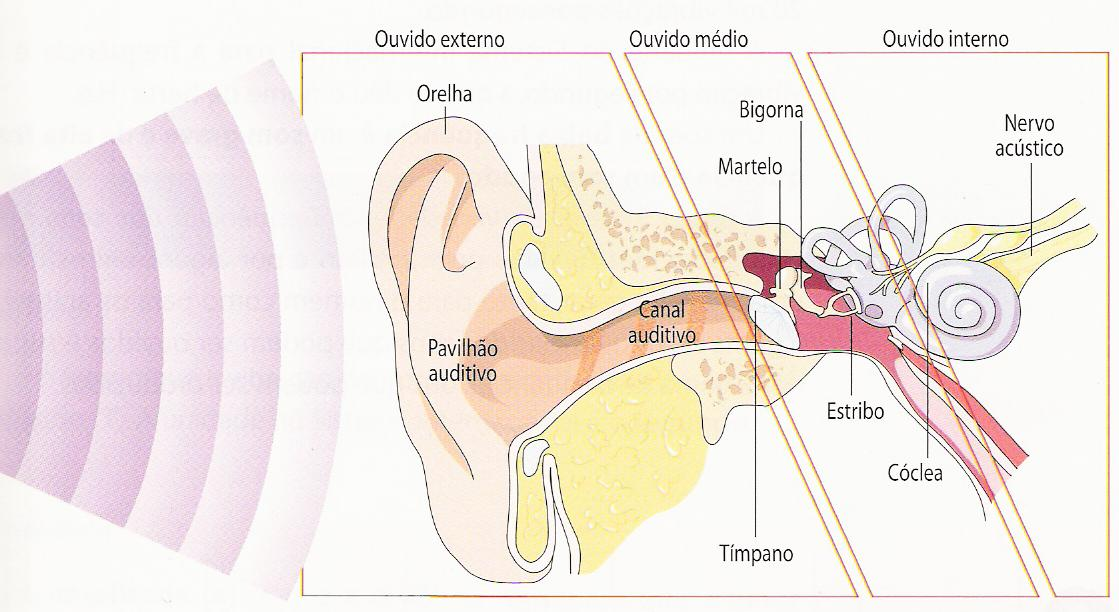 Ouvido externo
Ouvido médio
Ouvido interno
Orelha
Bigorna
Nervo
acústico
Martelo
Canal
auditivo
Pavilhão
auditivo
Estribo
Cóclea
Tímpano